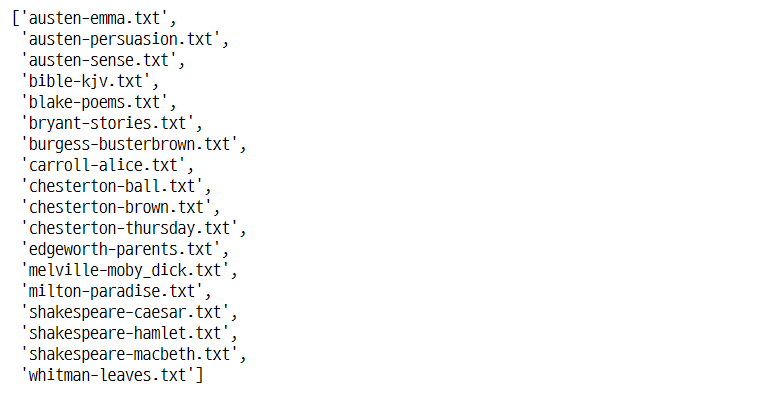 ['austen-emma.txt',
 'austen-persuasion.txt',
 'austen-sense.txt',
 'bible-kjv.txt',
 'blake-poems.txt',
 'bryant-stories.txt',
 'burgess-busterbrown.txt',
 'carroll-alice.txt',
 'chesterton-ball.txt',
 'chesterton-brown.txt',
 'chesterton-thursday.txt',
 'edgeworth-parents.txt',
 'melville-moby_dick.txt',
 'milton-paradise.txt',
 'shakespeare-caesar.txt',
 'shakespeare-hamlet.txt',
 'shakespeare-macbeth.txt',
 'whitman-leaves.txt']